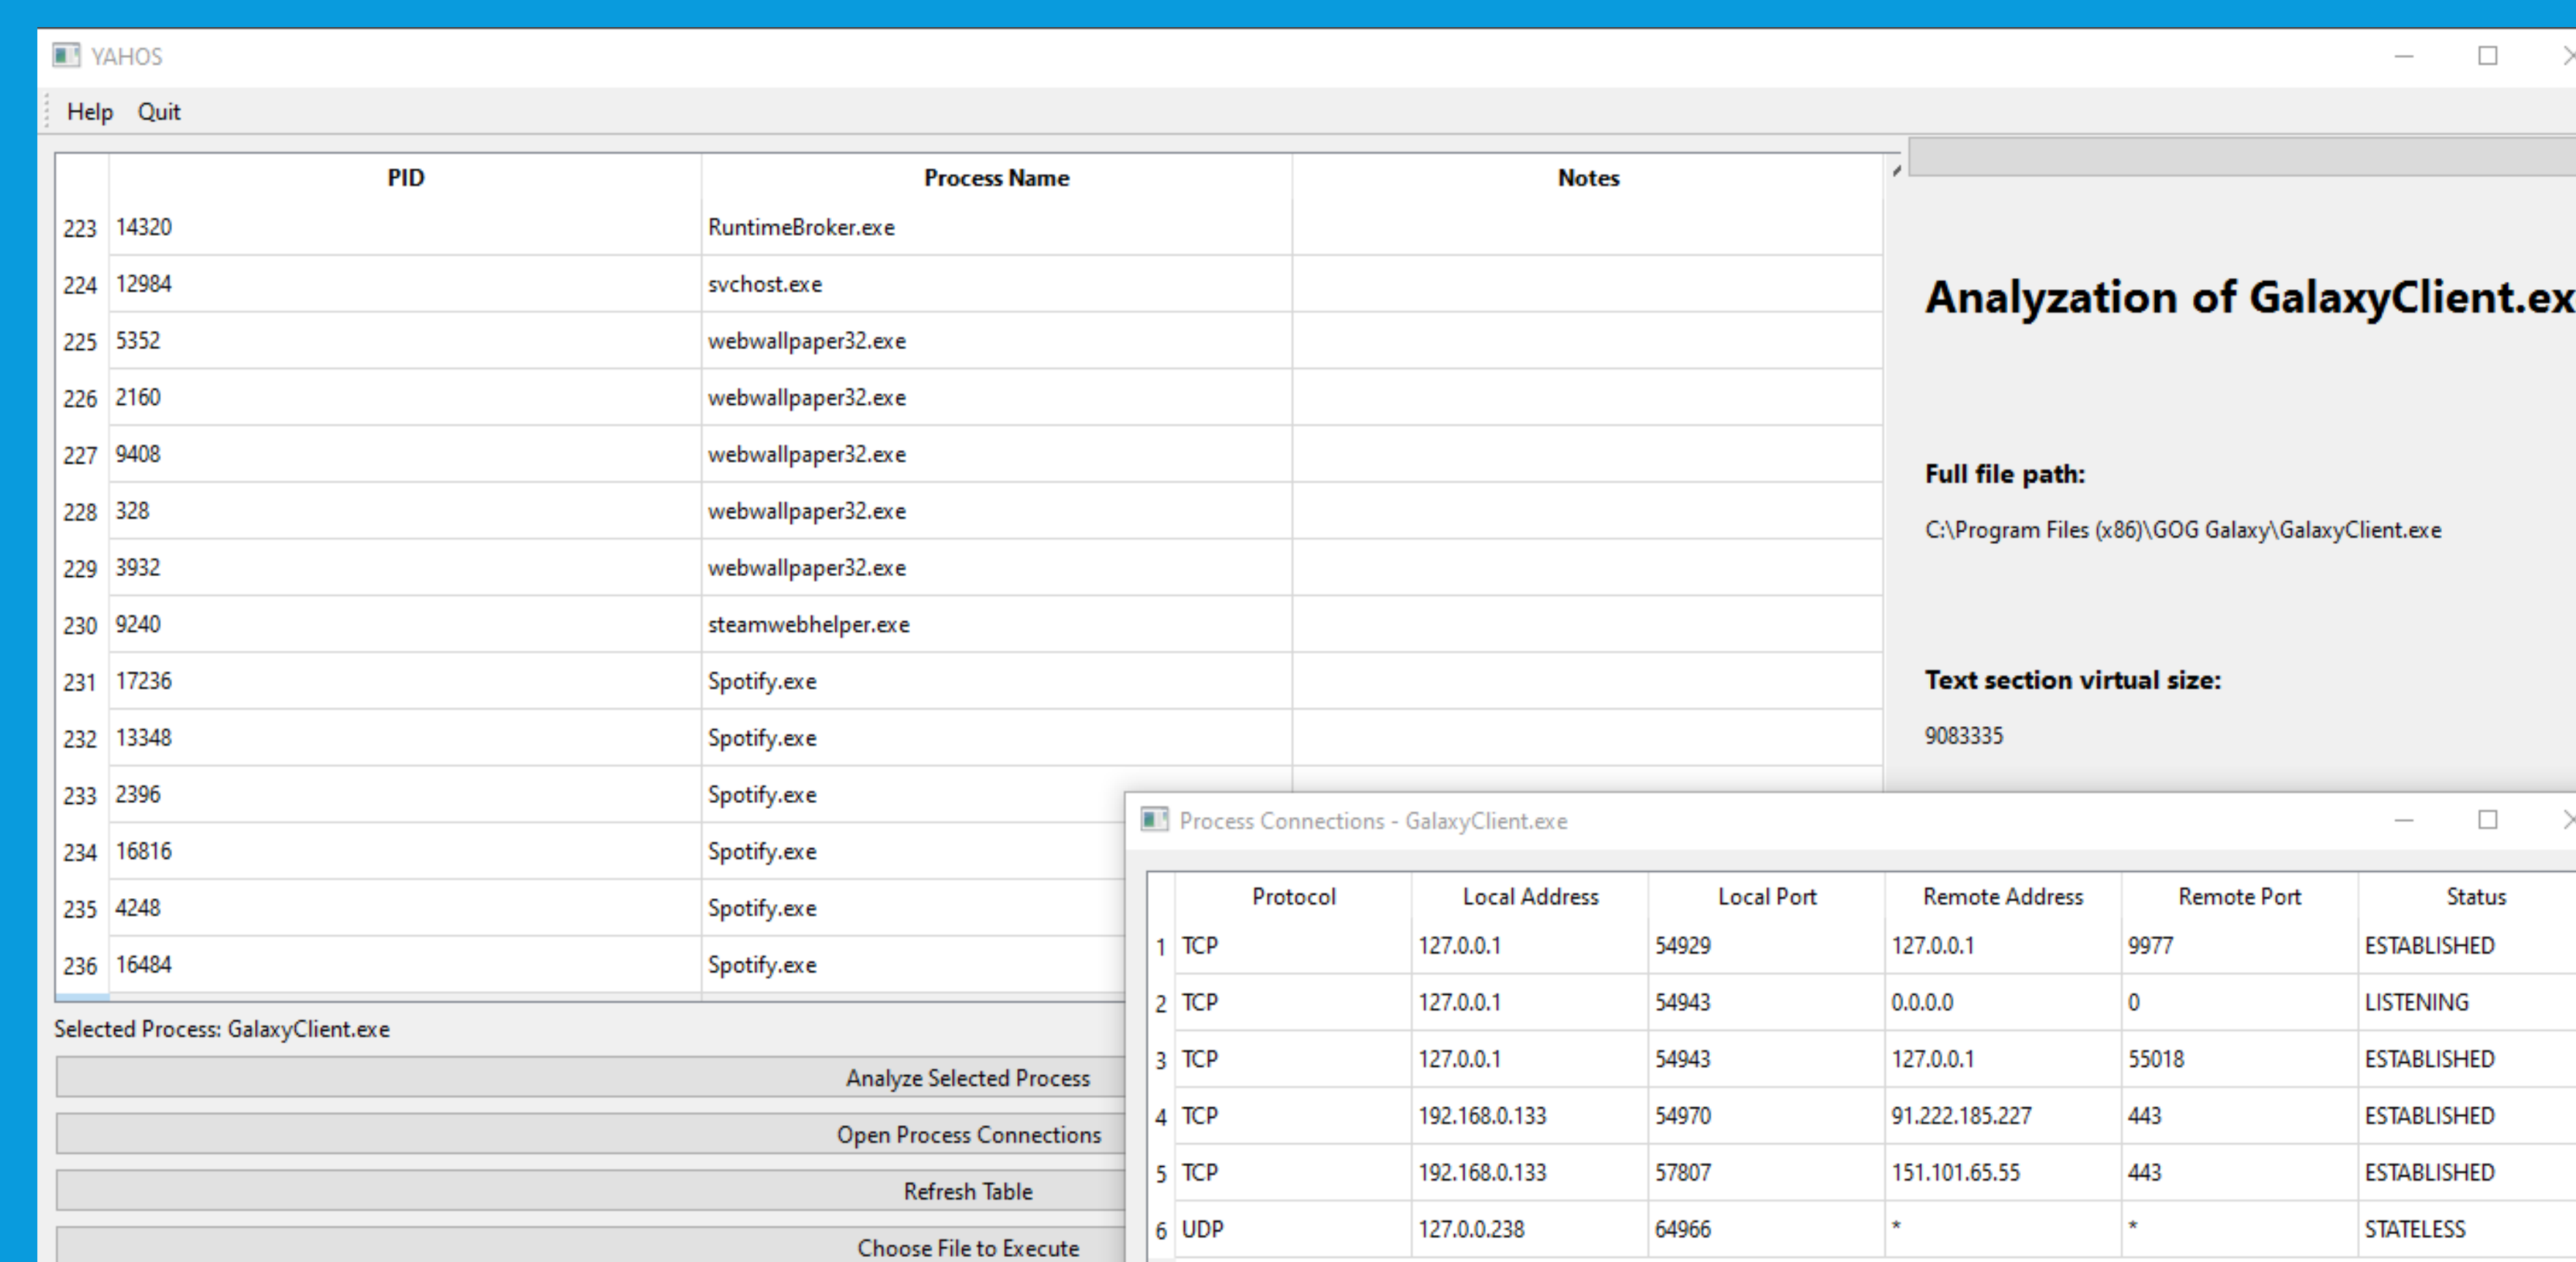 YAHOS
Help Quit
PID Process Name Notes
223 14320 RuntimeBroker.exe
224 12984 svchost.exe
225 5352 webwallpaper32.exe
226 2160 webwallpaper32.exe
227 9408 webwallpaper32.exe
228 328 webwallpaper32.exe
229 3932 webwallpaper32.exe
230 9240 steamwebhelper.exe
231 17236 Spotify.exe
232 13348 Spotify.exe
233 2396 Spotify.exe
234 16816 Spotify.exe
235 4248 Spotify.exe
236 16484 Spotify.exe
Selected Process: GalaxyClient.exe
Analyze Selected Process
Open Process Connections
Refresh Table
Choose File to Execute
Analyzation of GalaxyClient.ex
Full file path:
C:\Program Files (x86)\GOG Galaxy\GalaxyClient.exe
Text section virtual size:
9083335
Process Connections - GalaxyClient.exe
Protocol Local Address Local Port Remote Address Remote Port Status
1 TCP 127.0.0.1 54929 127.0.0.1 9977 ESTABLISHED
2 TCP 127.0.0.1 54943 0.0.0.0 0 LISTENING
3 TCP 127.0.0.1 54943 127.0.0.1 55018 ESTABLISHED
4 TCP 192.168.0.133 54970 91.222.185.227 443 ESTABLISHED
5 TCP 192.168.0.133 57807 151.101.65.55 443 ESTABLISHED
6 UDP 127.0.0.238 64966 * * STATELESS